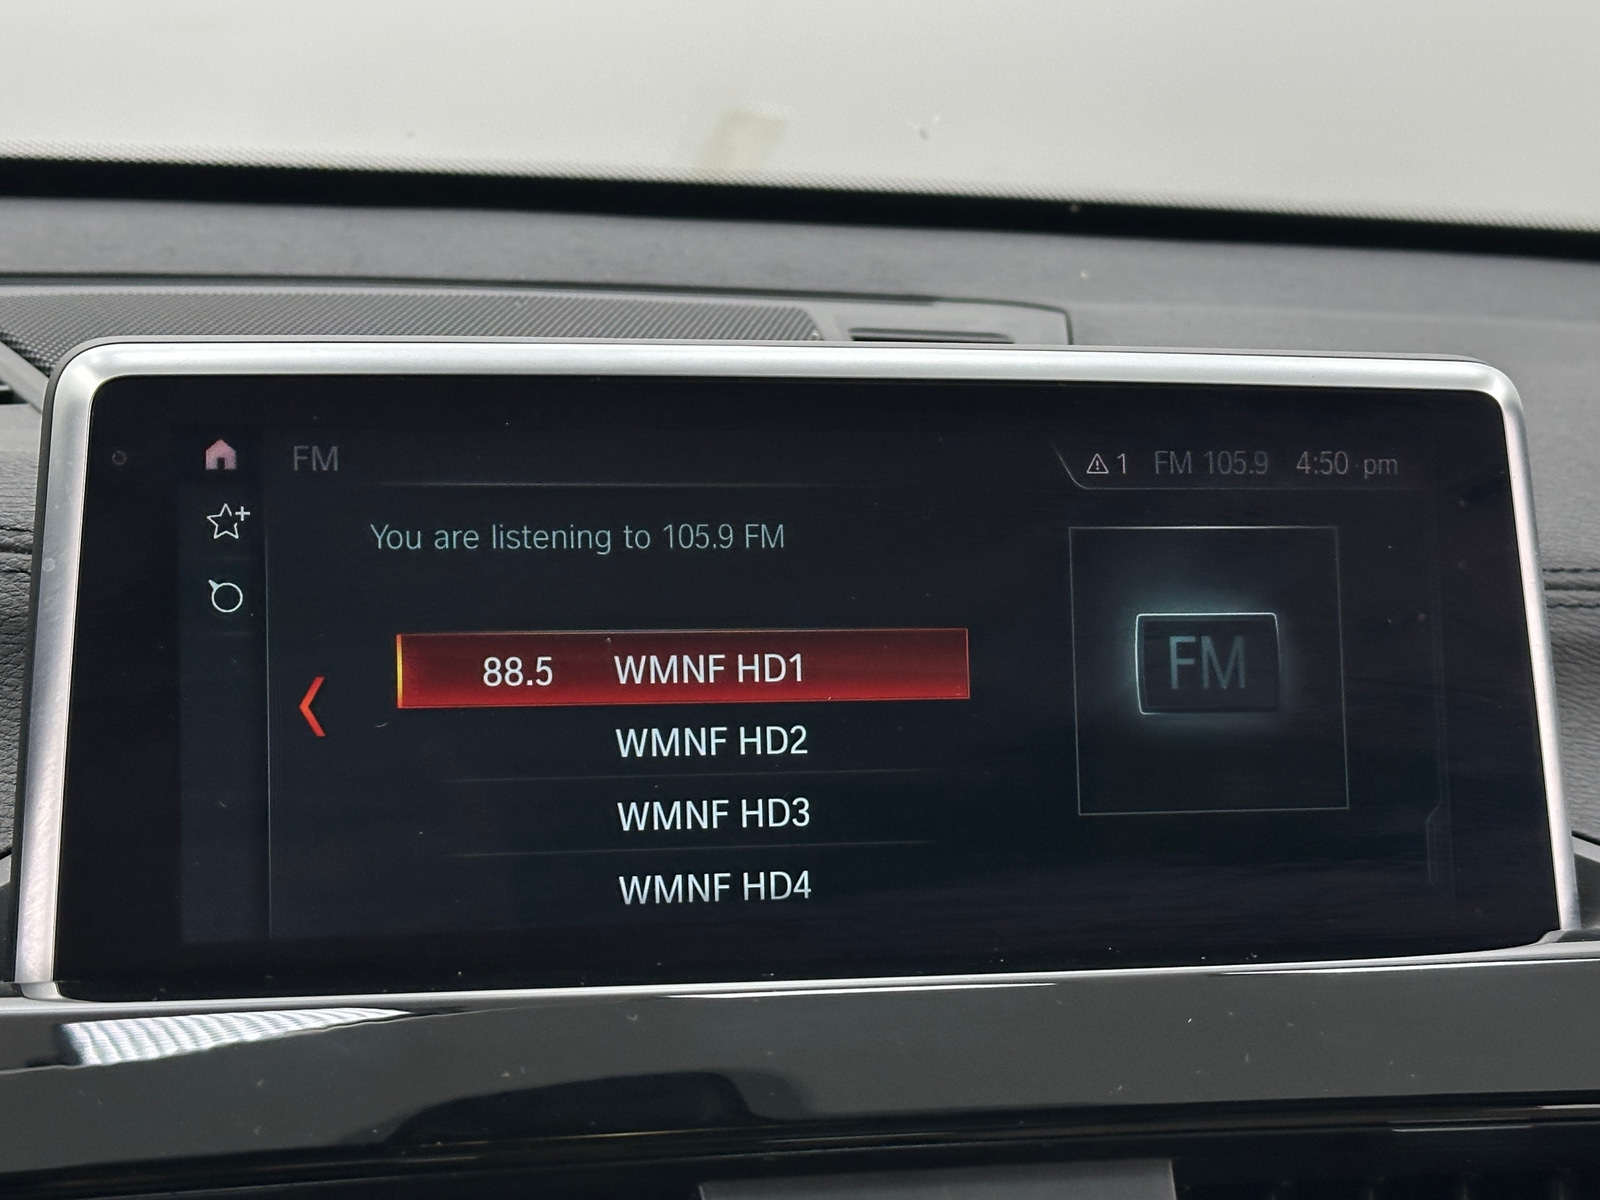 FM
1 FM 105.9 4:50 pm
You are listening to 105.9 FM
88.5 WMNF HD1
WMNF HD2
WMNF HD3
WMNF HD4
FM